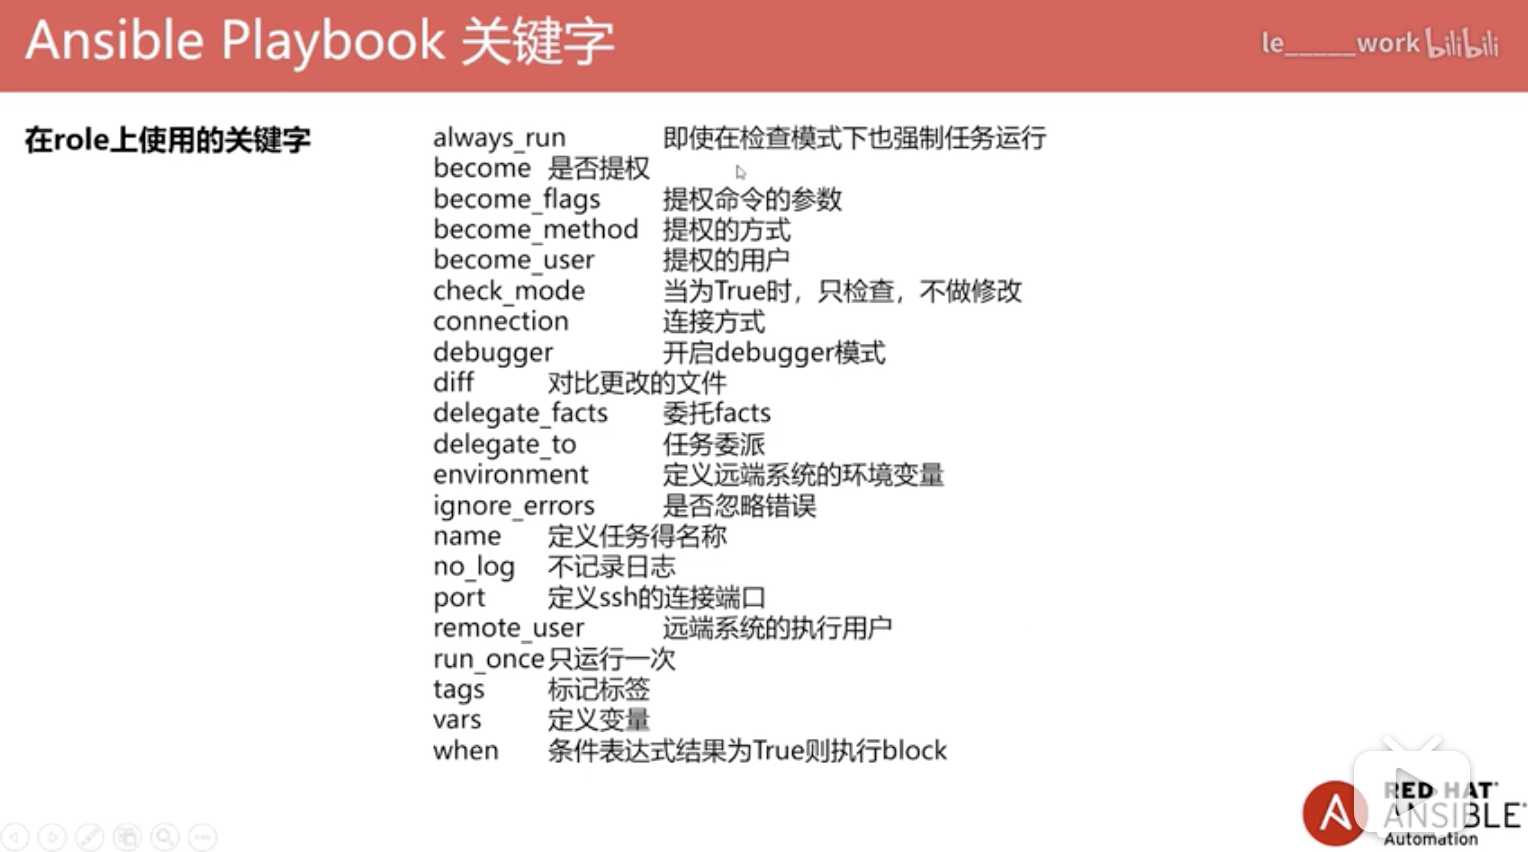 Ansible Playbook 关键字
le_____work bilibili
在role上使用的关键字
always_run 即使在检查模式下也强制任务运行
become 是否提权
become_flags 提权命令的参数
become_method 提权的方式
become_user 提权的用户
check_mode 当为True时，只检查，不做修改
connection 连接方式
debugger 开启debugger模式
diff 对比更改的文件
delegate_facts 委托facts
delegate_to 任务委派
environment 定义远端系统的环境变量
ignore_errors 是否忽略错误
name 定义任务得名称
no_log 不记录日志
port 定义ssh的连接端口
remote_user 远端系统的执行用户
run_once只运行一次
tags 标记标签
vars 定义变量
when 条件表达式结果为True则执行block
RED HAT
ANSIBLE
Automation